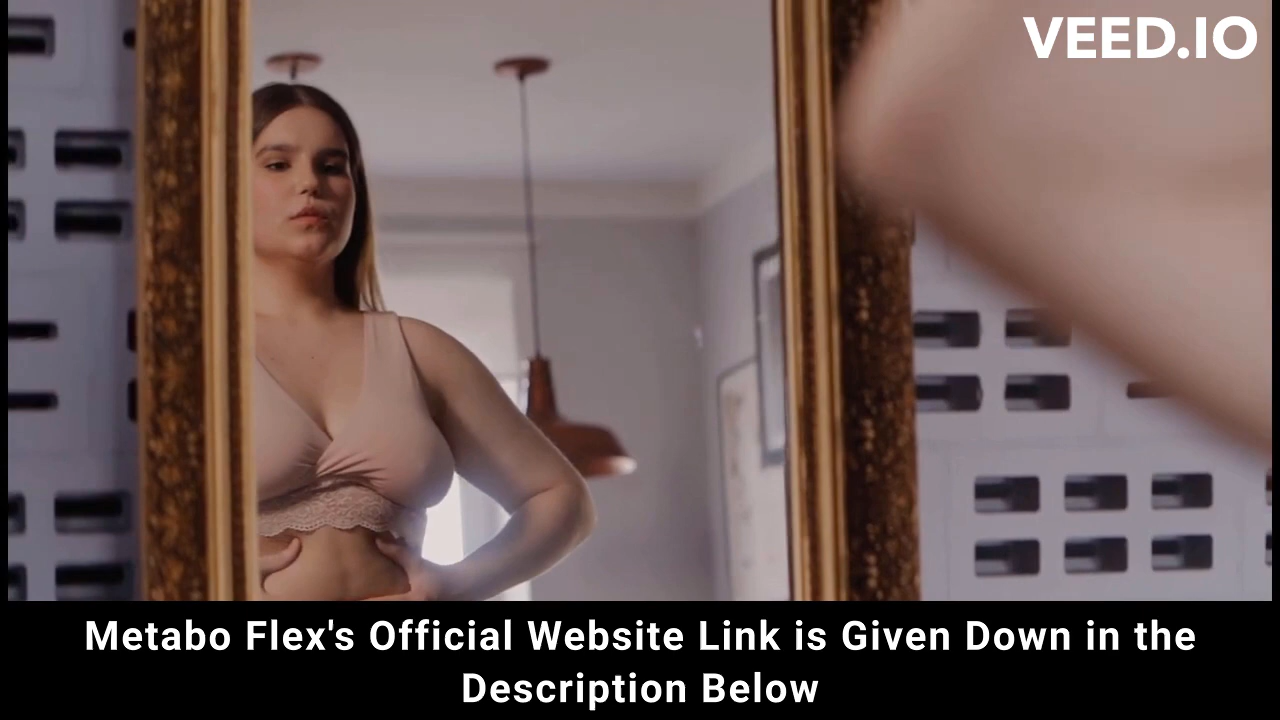 VEED.IO
Metabo Flex's Official Website Link is Given Down in the
Description Below